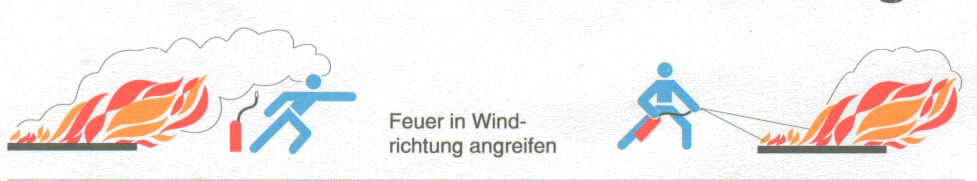 Feuer in Wind-
richtung angreifen